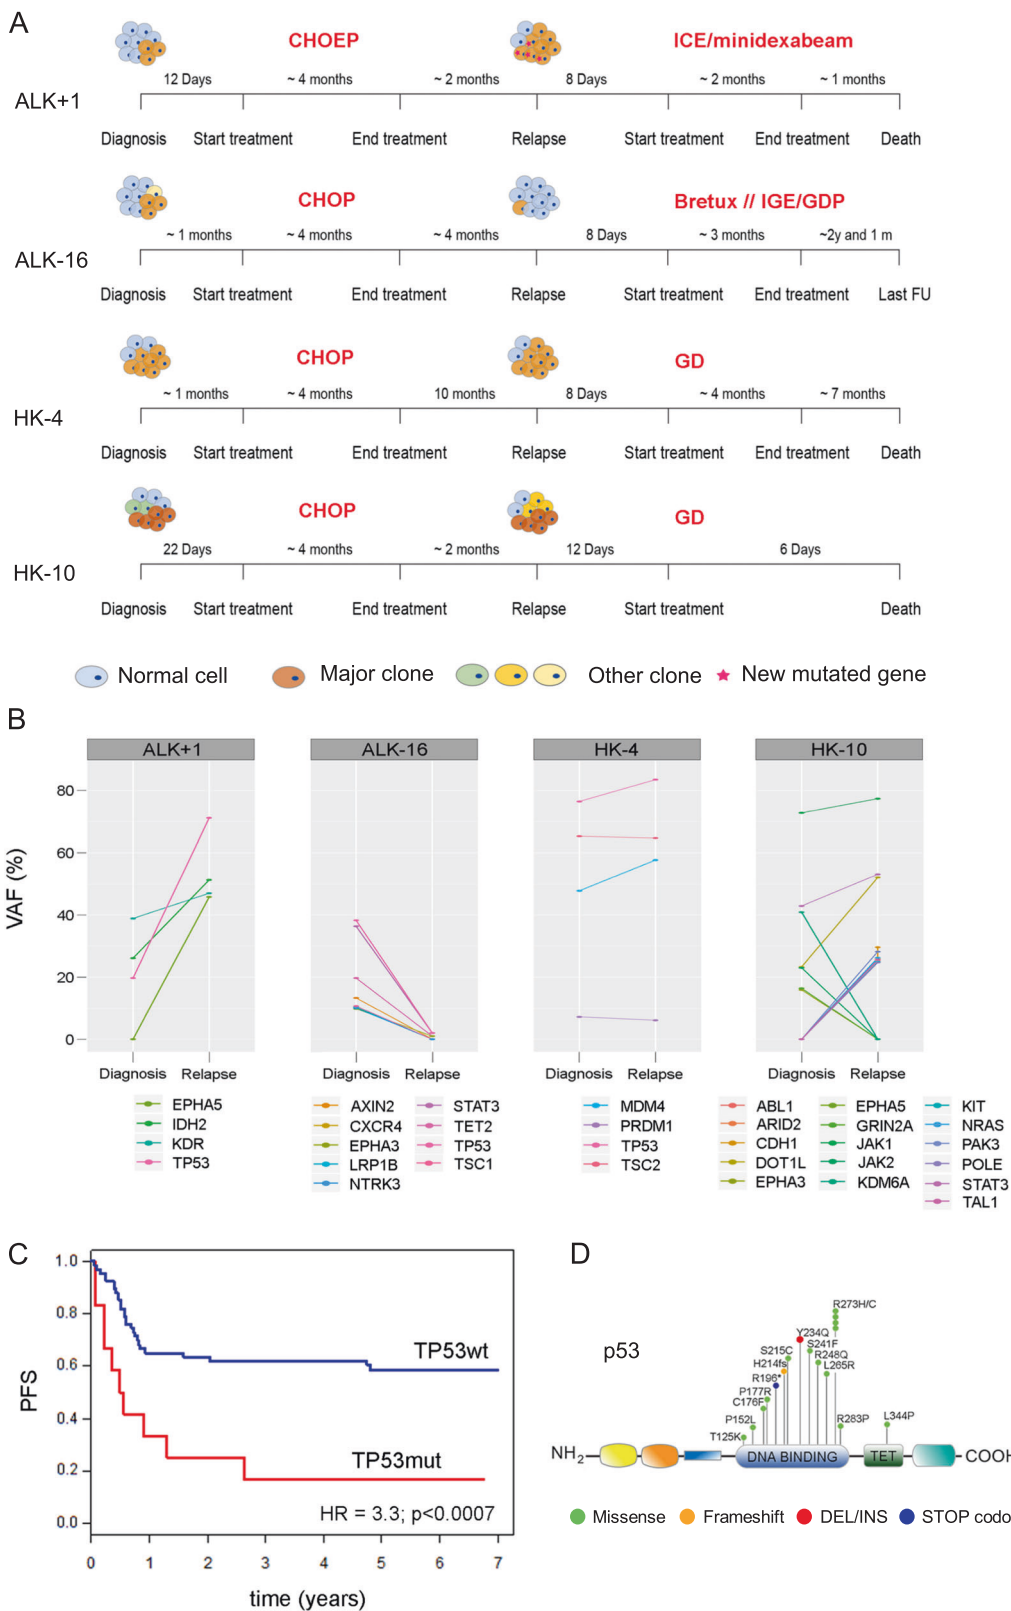 A
CHOEP ICE/minidexabeam
12 Days ~ 4 months ~ 2 months 8 Days ~ 2 months ~ 1 months
ALK+1
Diagnosis Start treatment End treatment Relapse Start treatment End treatment Death
CHOP Bretux // IGE/GDP
~ 1 months ~ 4 months ~ 4 months 8 Days ~ 3 months ~2y and 1 m
ALK-16
Diagnosis Start treatment End treatment Relapse Start treatment End treatment Last FU
CHOP GD
~ 1 months ~ 4 months 10 months 8 Days ~ 4 months ~ 7 months
HK-4
Diagnosis Start treatment End treatment Relapse Start treatment End treatment Death
CHOP GD
22 Days ~ 4 months ~ 2 months 12 Days 6 Days
HK-10
Diagnosis Start treatment End treatment Relapse Start treatment Death
Normal cell Major clone Other clone New mutated gene
B
ALK+1 ALK-16 HK-4 HK-10
VAF (%)
80
60
40
20
0
Diagnosis Relapse Diagnosis Relapse Diagnosis Relapse Diagnosis Relapse
EPHA5
IDH2
KDR
TP53
AXIN2 STAT3
CXCR4 TET2
EPHA3 TP53
LRP1B TSC1
NTRK3
MDM4
PRDM1
TP53
TSC2
ABL1 EPHA5 KIT
ARID2 GRIN2A NRAS
CDH1 JAK1 PAK3
DOT1L JAK2 POLE
EPHA3 KDM6A STAT3
TAL1
C
PFS
1.0
0.8
0.6
0.4
0.2
0.0
TP53wt
TP53mut
HR = 3.3; p<0.0007
0 1 2 3 4 5 6 7
time (years)
D
p53
R273H/C
Y234Q
S241F
S215C
R248Q
H214fs
L265R
R196*
P177R
C176F
P152L
R283P
L344P
T125K
NH2 DNA BINDING TET COOH
Missense Frameshift DEL/INS STOP codo